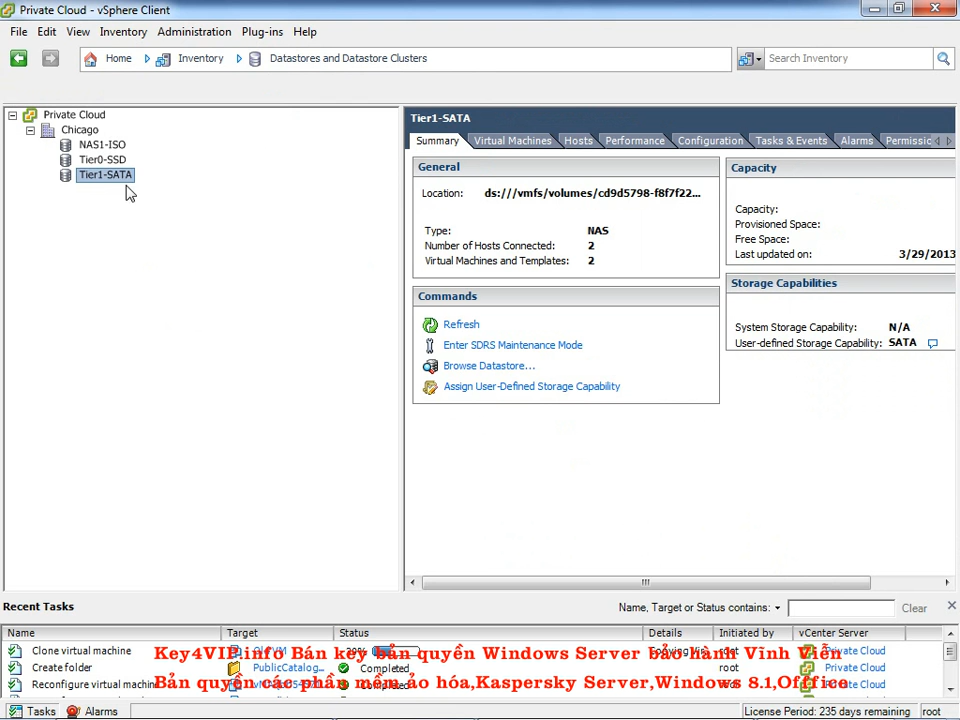 Private Cloud - vSphere Client
File Edit View Inventory Administration Plug-ins Help
Home Inventory Datastores and Datastore Clusters Search Inventory
Private Cloud
Chicago
NAS1-ISO
Tier0-SSD
Tier1-SATA
Tier1-SATA
Summary Virtual Machines Hosts Performance Configuration Tasks & Events Alarms Permissic
General
Location: ds:///vmfs/volumes/cd9d5798-f8f7f22...
Type: NAS
Number of Hosts Connected: 2
Virtual Machines and Templates: 2
Commands
Refresh
Enter SDRS Maintenance Mode
Browse Datastore...
Assign User-Defined Storage Capability
Capacity
Capacity:
Provisioned Space:
Free Space:
Last updated on: 3/29/2013
Storage Capabilities
System Storage Capability: N/A
User-defined Storage Capability: SATA
Recent Tasks Name, Target or Status contains: Clear
Name Target Status Details Initiated by vCenter Server
Clone virtual machine Private Cloud
Create folder PublicCatalog... Completed root Private Cloud
Reconfigure virtual machine Private Cloud
Key4VIP.info Bán key bản quyền Windows Server bảo hành Vĩnh Viễn
Bản quyền các phần mềm ảo hóa,Kaspersky Server,Windows 8.1,Offfice
Tasks Alarms License Period: 235 days remaining root